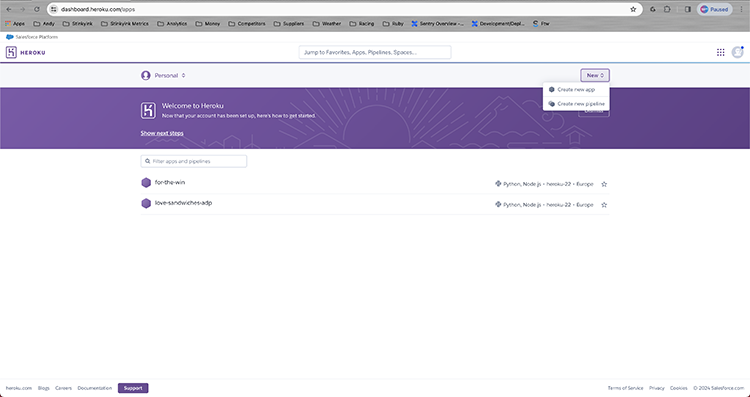 dashboard.heroku.com/apps
Paused
Apps Andy Stinkyink Stinkyink Metrics Analytics Money Competitors Suppliers Weather Racing Ruby Sentry Overview –... Development/Depl... Ftw
Salesforce Platform
HEROKU
Jump to Favorites, Apps, Pipelines, Spaces...
Personal
New
Create new app
Create new pipeline
Welcome to Heroku
Now that your account has been set up, here's how to get started.
Show next steps
Filter apps and pipelines
for-the-win Python, Node.js • heroku-22 • Europe
love-sandwiches-adp Python, Node.js • heroku-22 • Europe
heroku.com Blogs Careers Documentation Support Terms of Service Privacy Cookies © 2024 Salesforce.com